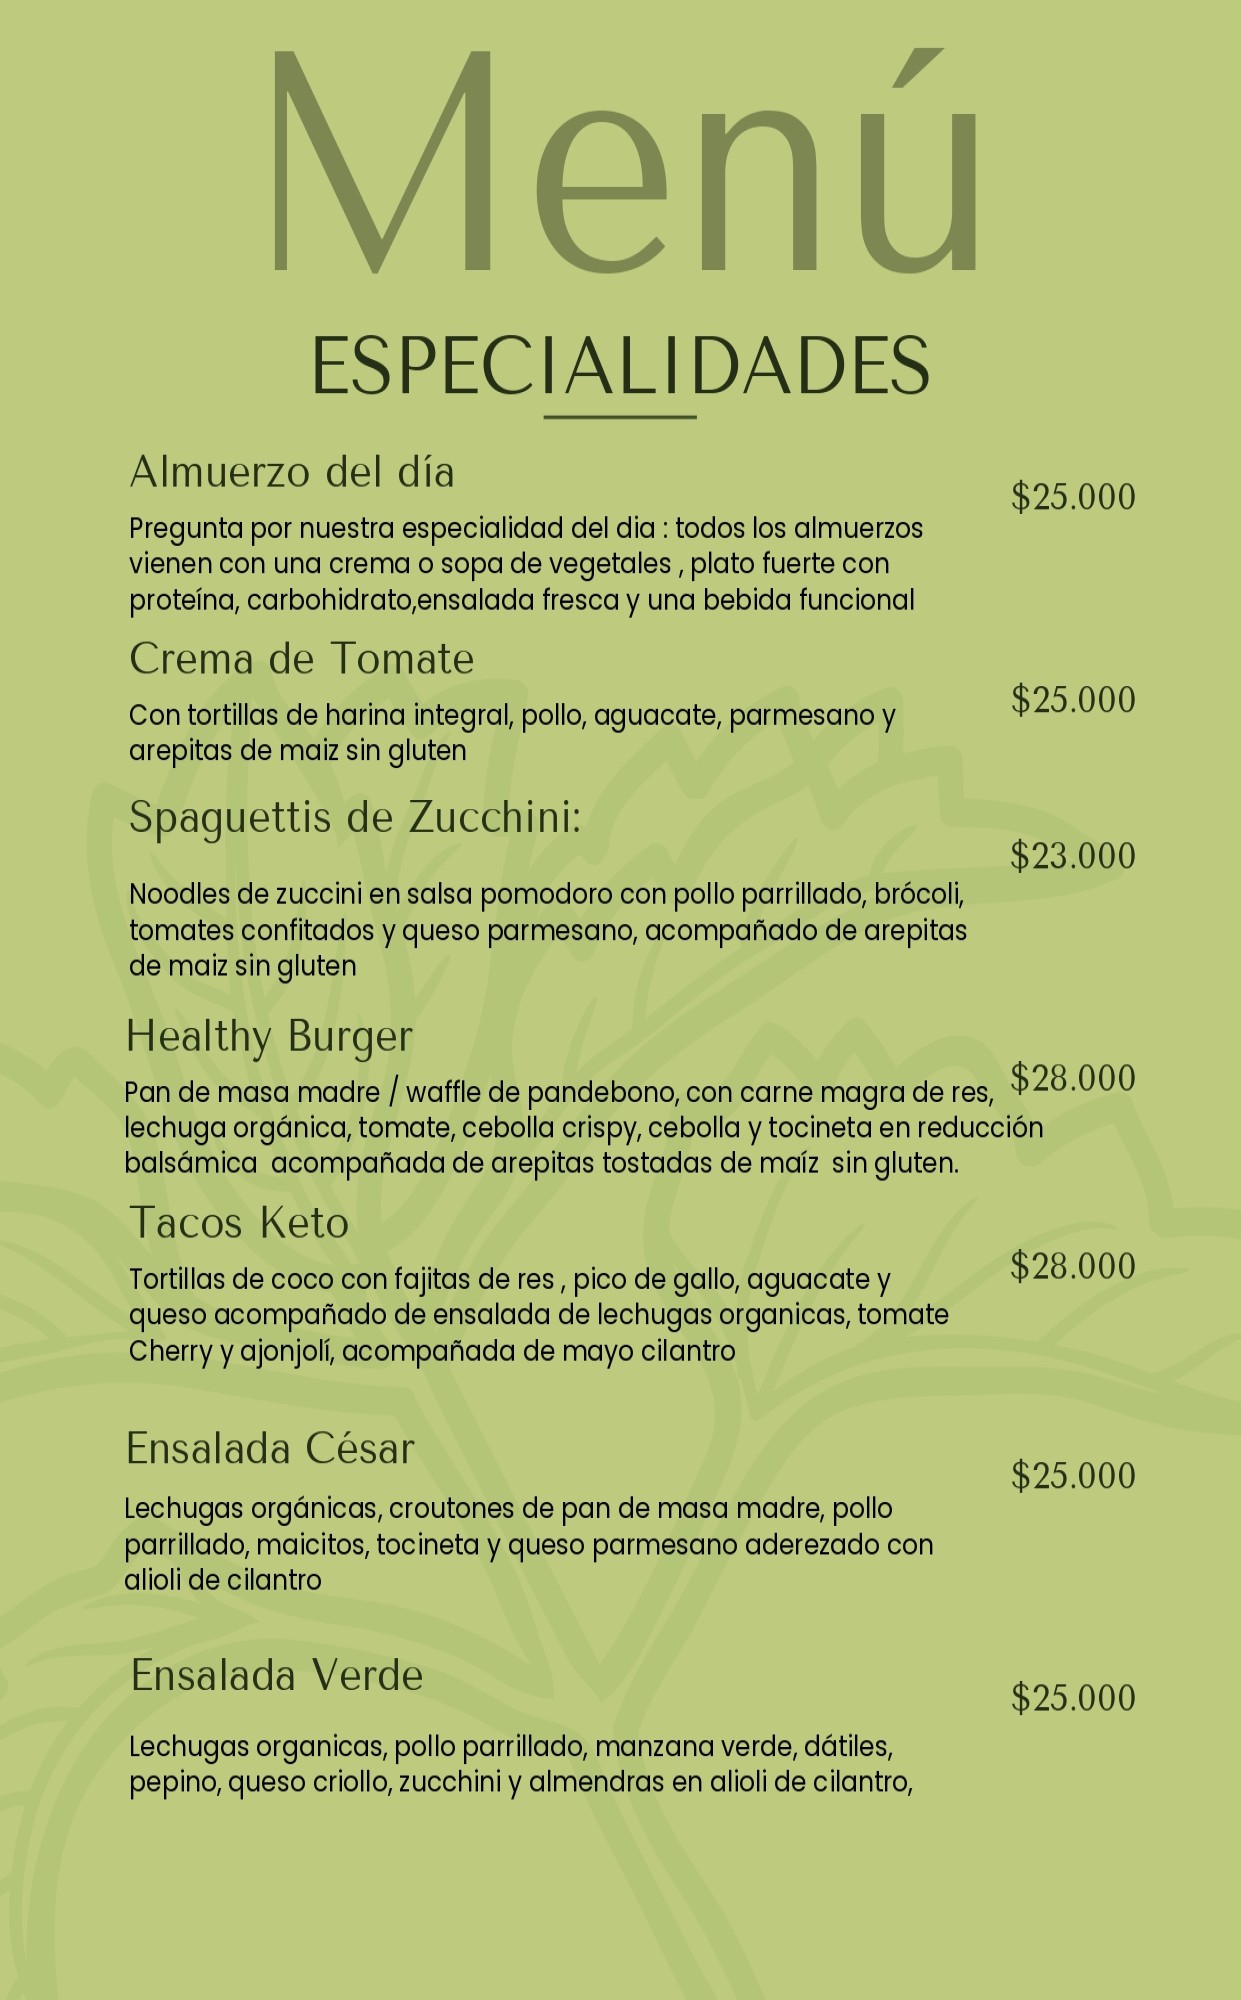 Menú
ESPECIALIDADES
Almuerzo del día
$25.000
Pregunta por nuestra especialidad del dia : todos los almuerzos
vienen con una crema o sopa de vegetales , plato fuerte con
proteína, carbohidrato,ensalada fresca y una bebida funcional
Crema de Tomate
$25.000
Con tortillas de harina integral, pollo, aguacate, parmesano y
arepitas de maiz sin gluten
Spaguettis de Zucchini:
$23.000
Noodles de zuccini en salsa pomodoro con pollo parrillado, brócoli,
tomates confitados y queso parmesano, acompañado de arepitas
de maiz sin gluten
Healthy Burger
$28.000
Pan de masa madre / waffle de pandebono, con carne magra de res,
lechuga orgánica, tomate, cebolla crispy, cebolla y tocineta en reducción
balsámica  acompañada de arepitas tostadas de maíz  sin gluten.
Tacos Keto
$28.000
Tortillas de coco con fajitas de res , pico de gallo, aguacate y
queso acompañado de ensalada de lechugas organicas, tomate
Cherry y ajonjolí, acompañada de mayo cilantro
Ensalada César
$25.000
Lechugas orgánicas, croutones de pan de masa madre, pollo
parrillado, maicitos, tocineta y queso parmesano aderezado con
alioli de cilantro
Ensalada Verde
$25.000
Lechugas organicas, pollo parrillado, manzana verde, dátiles,
pepino, queso criollo, zucchini y almendras en alioli de cilantro,